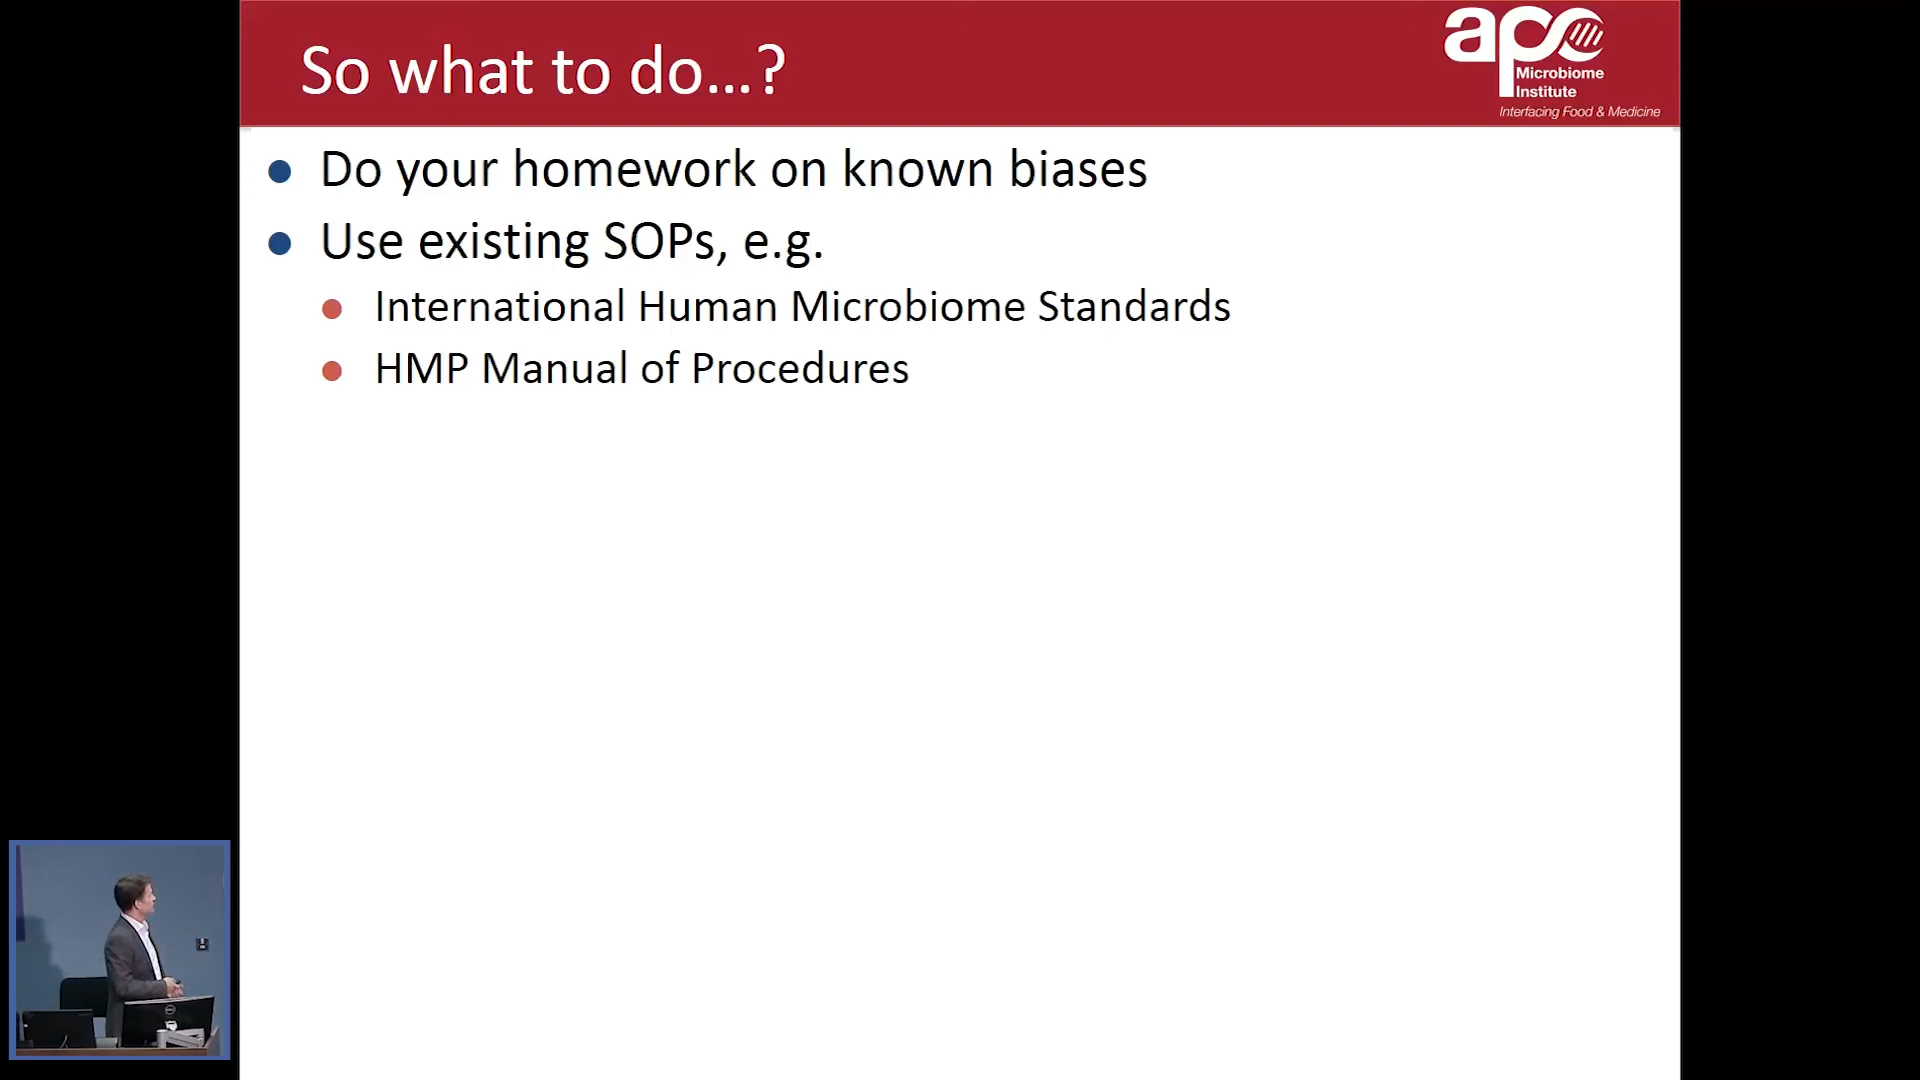 So what to do...?
apc
Microbiome
Institute
Interfacing Food & Medicine
Do your homework on known biases
Use existing SOPs, e.g.
International Human Microbiome Standards
HMP Manual of Procedures